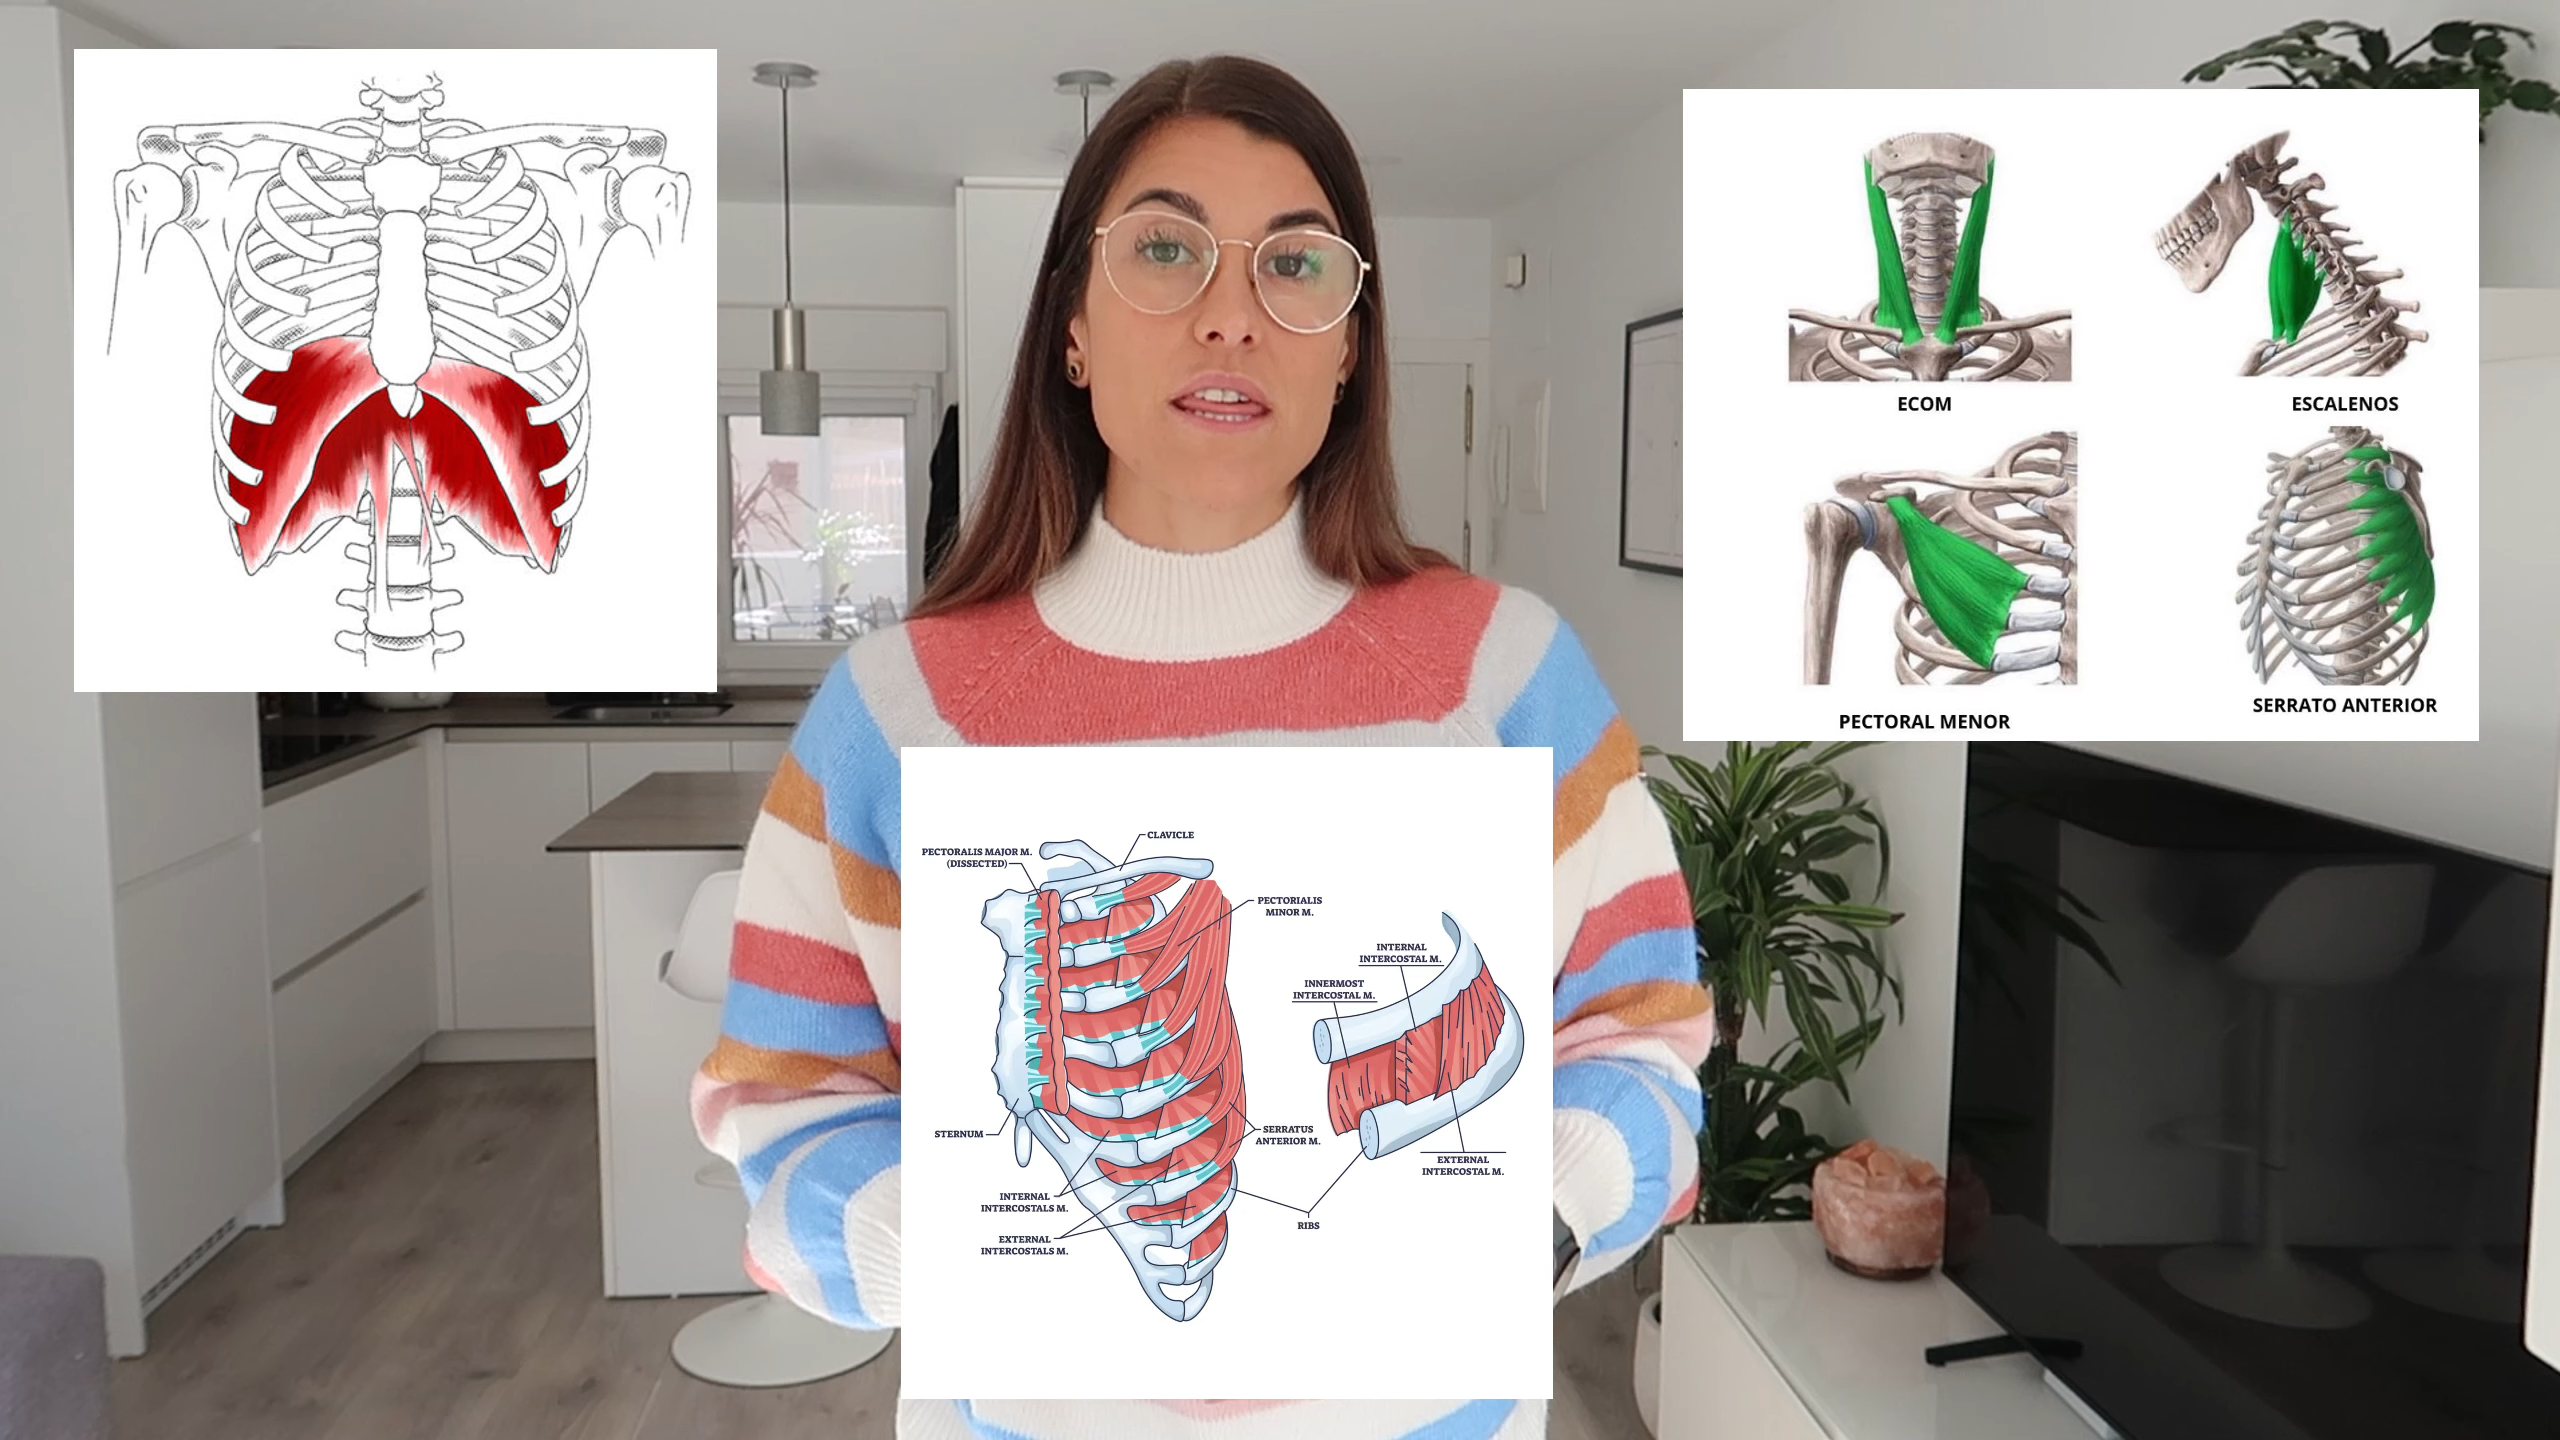 ECOM
ESCALENOS
PECTORAL MENOR
SERRATO ANTERIOR
CLAVICLE
PECTORALIS MAJOR M.
(DISSECTED)
PECTORIALIS
MINOR M.
INTERNAL
INTERCOSTAL M.
INNERMOST
INTERCOSTAL M.
STERNUM
SERRATUS
ANTERIOR M.
EXTERNAL
INTERCOSTAL M.
INTERNAL
INTERCOSTALS M.
RIBS
EXTERNAL
INTERCOSTALS M.